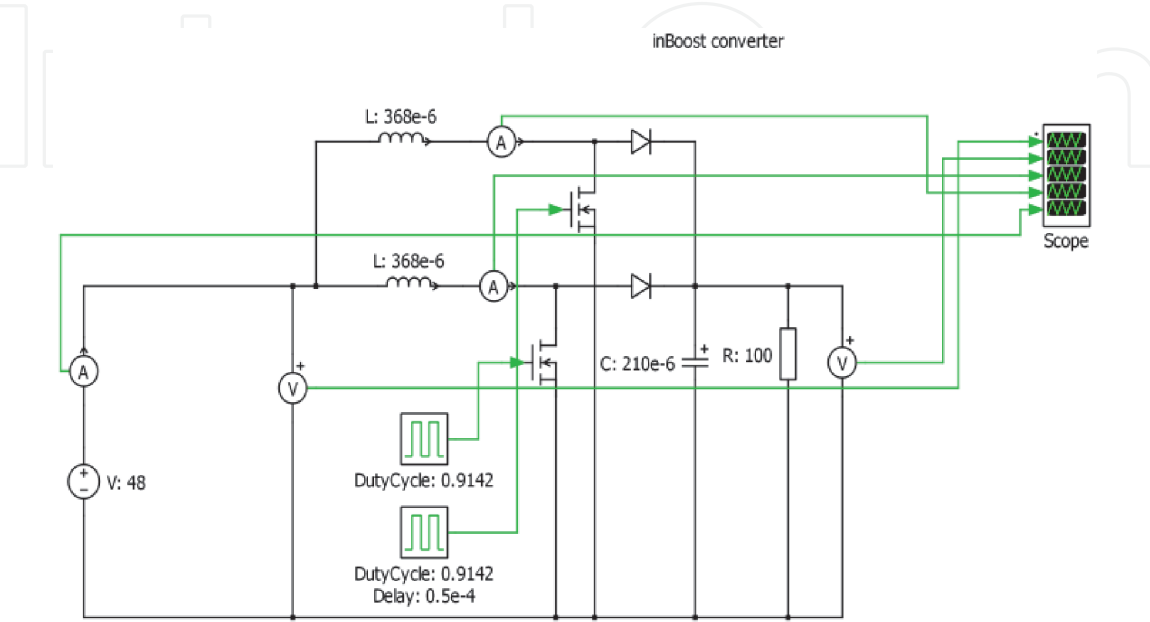 inBoost converter
L: 368e-6
A
Scope
L: 368e-6
A
A
V
C: 210e-6
R: 100
V
V: 48
DutyCycle: 0.9142
DutyCycle: 0.9142
Delay: 0.5e-4